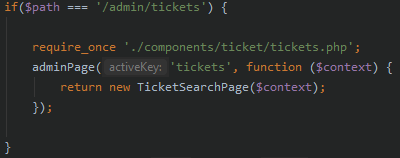 if($path === '/admin/tickets') {
require_once './components/ticket/tickets.php';
adminPage( activeKey: 'tickets', function ($context) {
return new TicketSearchPage($context);
});
}